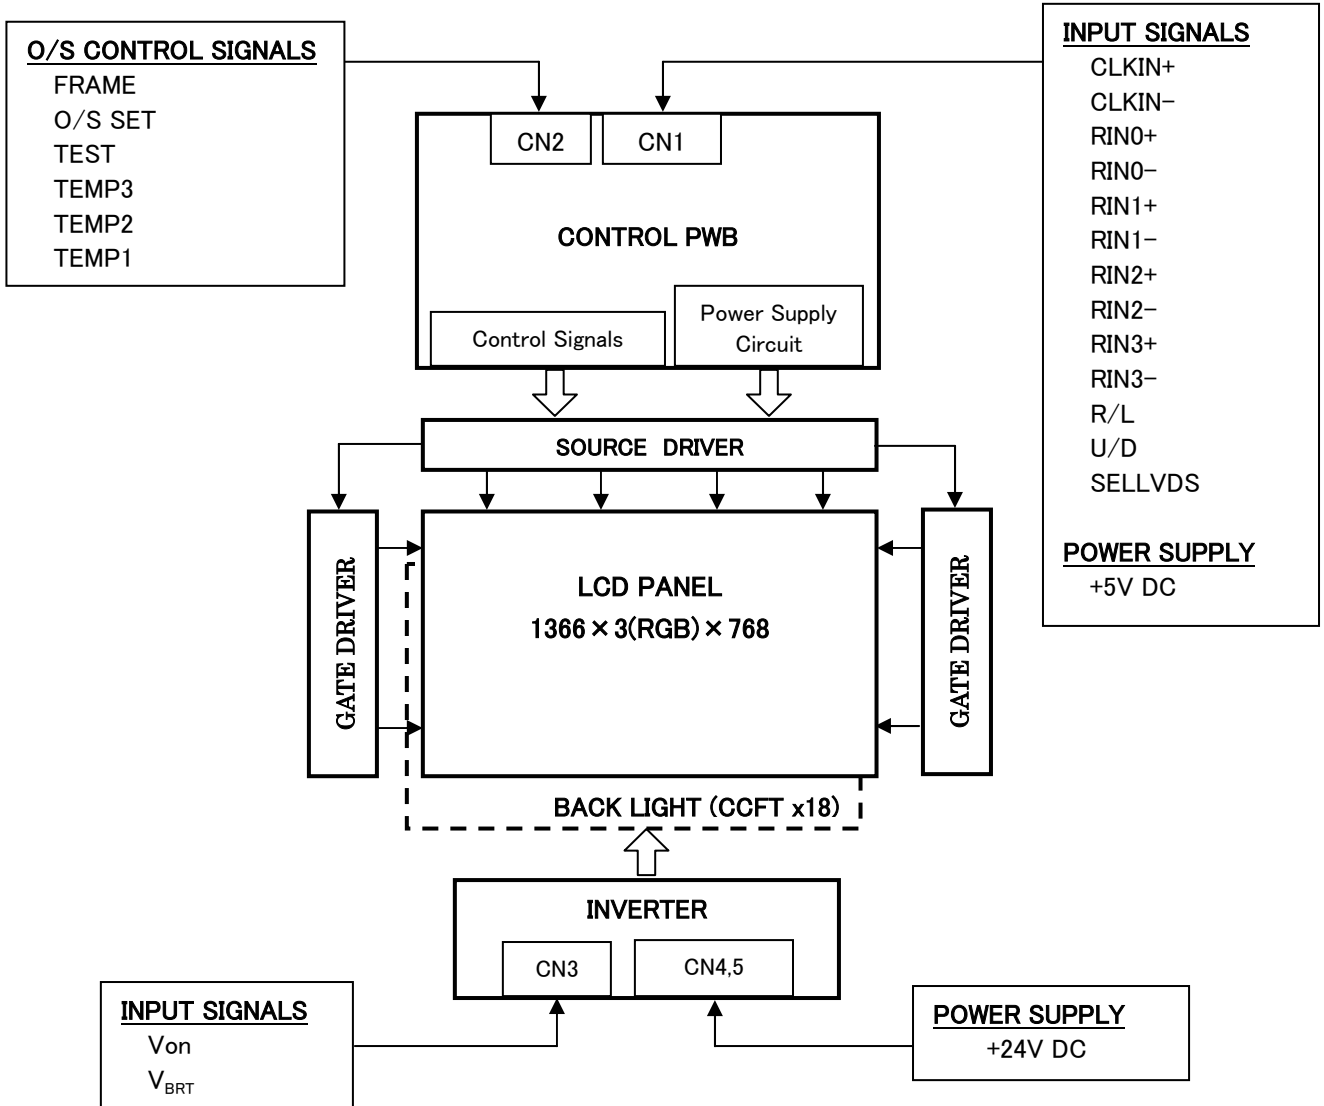 O/S CONTROL SIGNALS
FRAME
O/S SET
TEST
TEMP3
TEMP2
TEMP1
INPUT SIGNALS
CLKIN+
CLKIN-
RIN0+
RIN0-
RIN1+
RIN1-
RIN2+
RIN2-
RIN3+
RIN3-
R/L
U/D
SELLVDS
POWER SUPPLY
+5V DC
CN2
CN1
CONTROL PWB
Control Signals
Power Supply
Circuit
SOURCE DRIVER
GATE DRIVER
LCD PANEL
1366×3(RGB)×768
GATE DRIVER
BACK LIGHT (CCFT x18)
INVERTER
CN3
CN4,5
INPUT SIGNALS
Von
VBRT
POWER SUPPLY
+24V DC